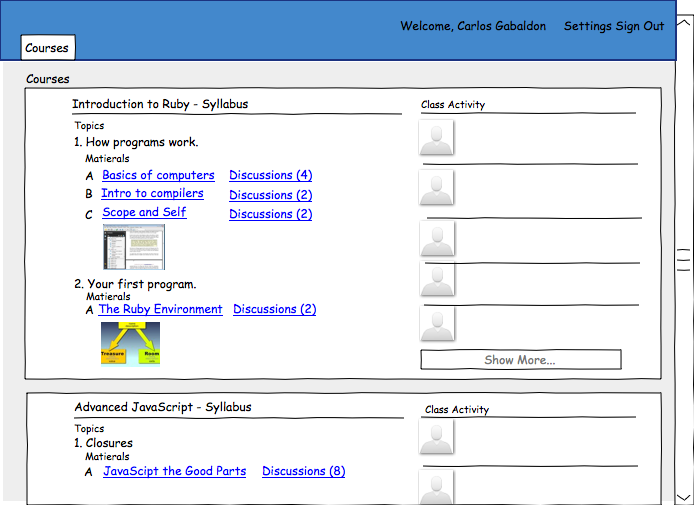 Welcome, Carlos Gabaldon Settings Sign Out
Courses
Courses
Introduction to Ruby - Syllabus
Topics
1. How programs work.
Matierals
A Basics of computers Discussions (4)
B Intro to compilers Discussions (2)
C Scope and Self Discussions (2)
2. Your first program.
Matierals
A The Ruby Environment Discussions (2)
Treasure Room
Class Activity
Show More...
Advanced JavaScript - Syllabus
Topics
1. Closures
Matierals
A JavaScipt the Good Parts Discussions (8)
Class Activity